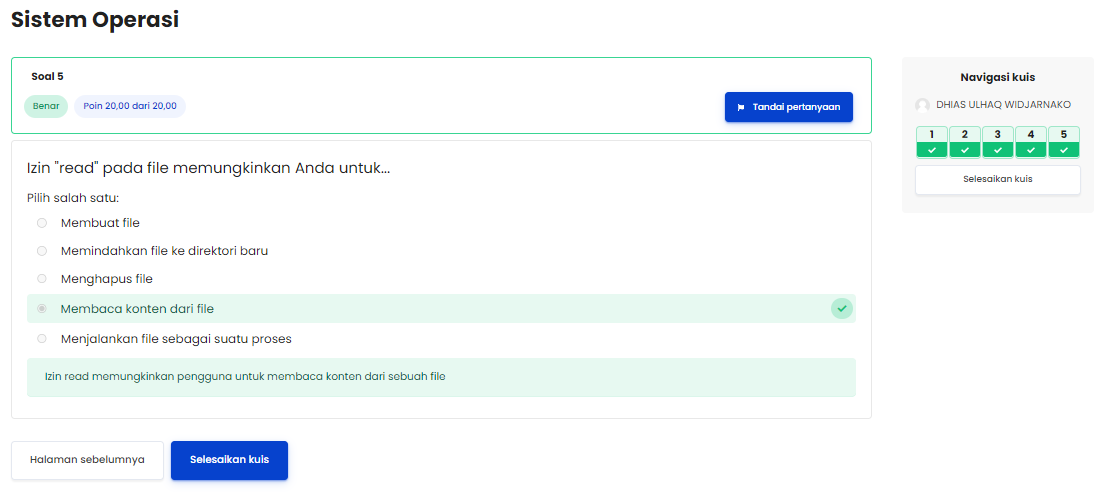 Sistem Operasi
Soal 5
Benar
Poin 20,00 dari 20,00
Tandai pertanyaan
Izin "read" pada file memungkinkan Anda untuk...
Pilih salah satu:
Membuat file
Memindahkan file ke direktori baru
Menghapus file
Membaca konten dari file
Menjalankan file sebagai suatu proses
Izin read memungkinkan pengguna untuk membaca konten dari sebuah file
Halaman sebelumnya
Selesaikan kuis
Navigasi kuis
DHIAS ULHAQ WIDJARNAKO
1 2 3 4 5
Selesaikan kuis